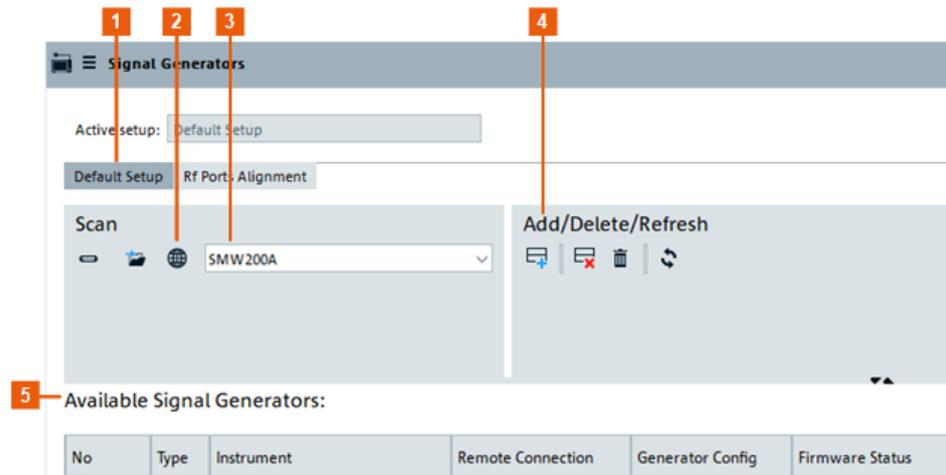 1 2 3 4
Signal Generators
Active setup: Default Setup
Default Setup Rf Ports Alignment
Scan Add/Delete/Refresh
SMW200A
5
Available Signal Generators:
No Type Instrument Remote Connection Generator Config Firmware Status